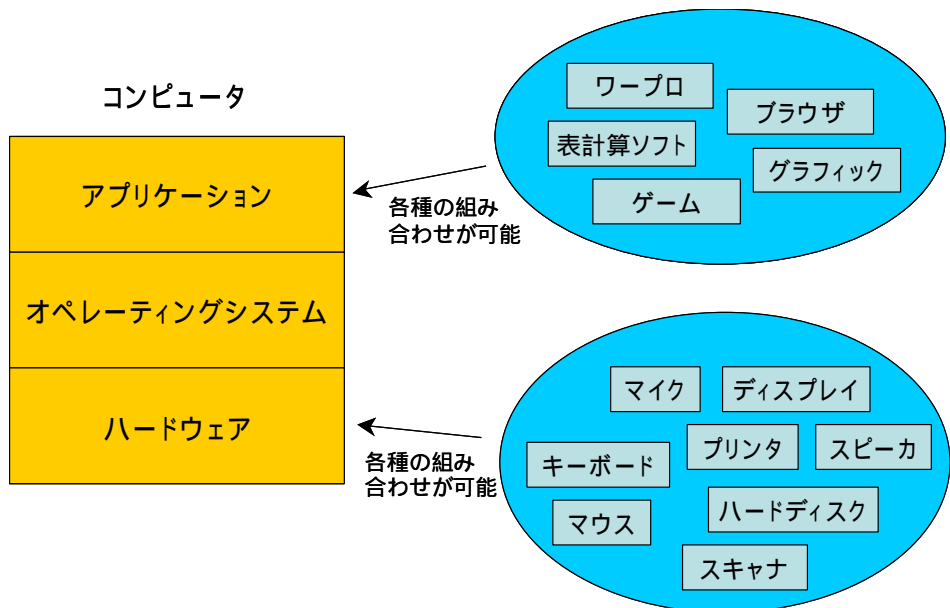 コンピュータ
アプリケーション
オペレーティングシステム
ハードウェア
各種の組み
合わせが可能
ワープロ
ブラウザ
表計算ソフト
グラフィック
ゲーム
各種の組み
合わせが可能
マイク
ディスプレイ
プリンタ
スピーカ
キーボード
ハードディスク
マウス
スキャナ